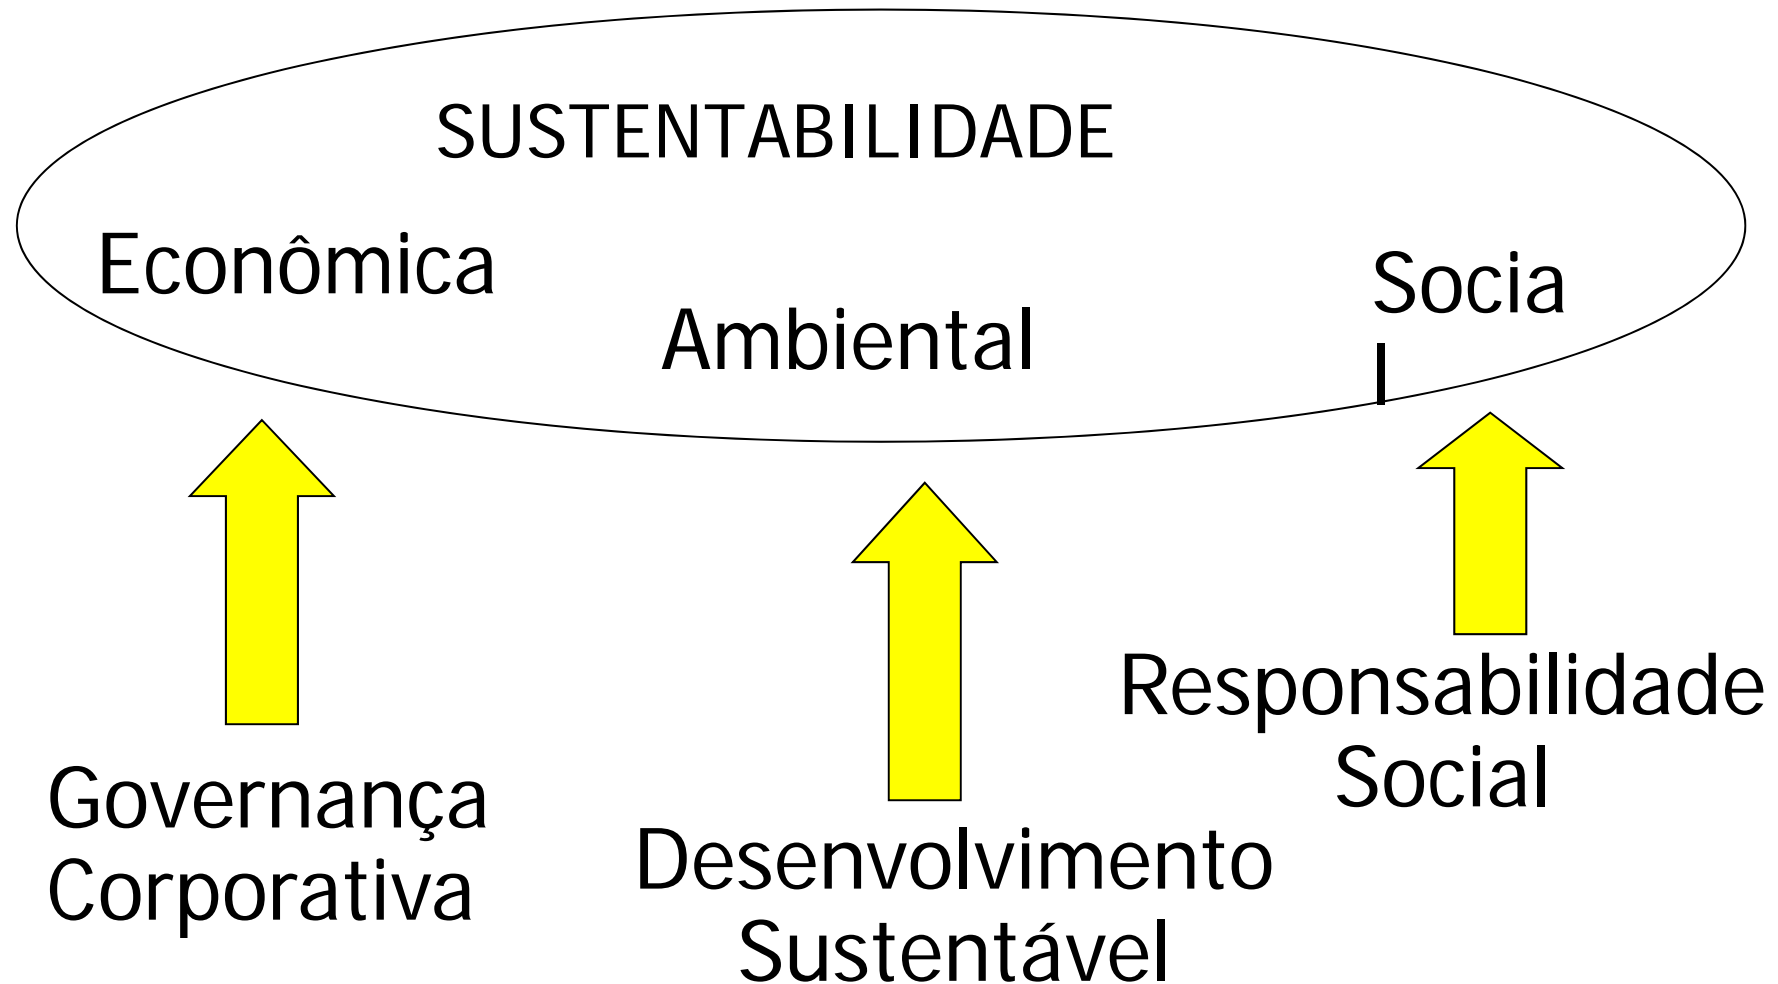 SUSTENTABILIDADE
Econômica
Ambiental
Socia
l
Governança
Corporativa
Desenvolvimento
Sustentável
Responsabilidade
Social